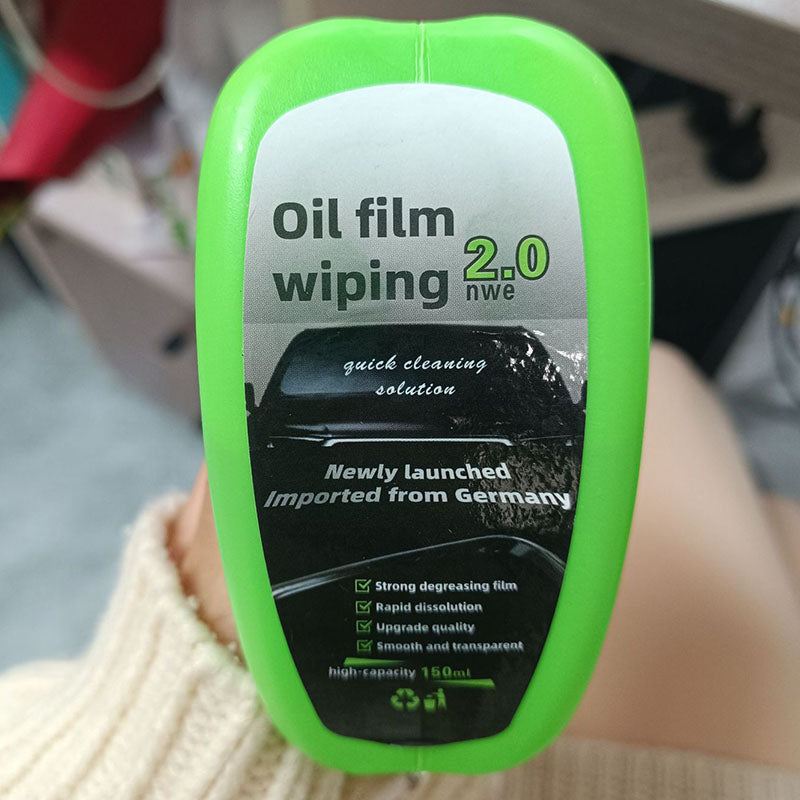 Oil film
wiping 2.0
nwe
quick cleaning
solution
Newly launched
Imported from Germany
Strong degreasing film
Rapid dissolution
Upgrade quality
Smooth and transparent
high-capacity 150ml